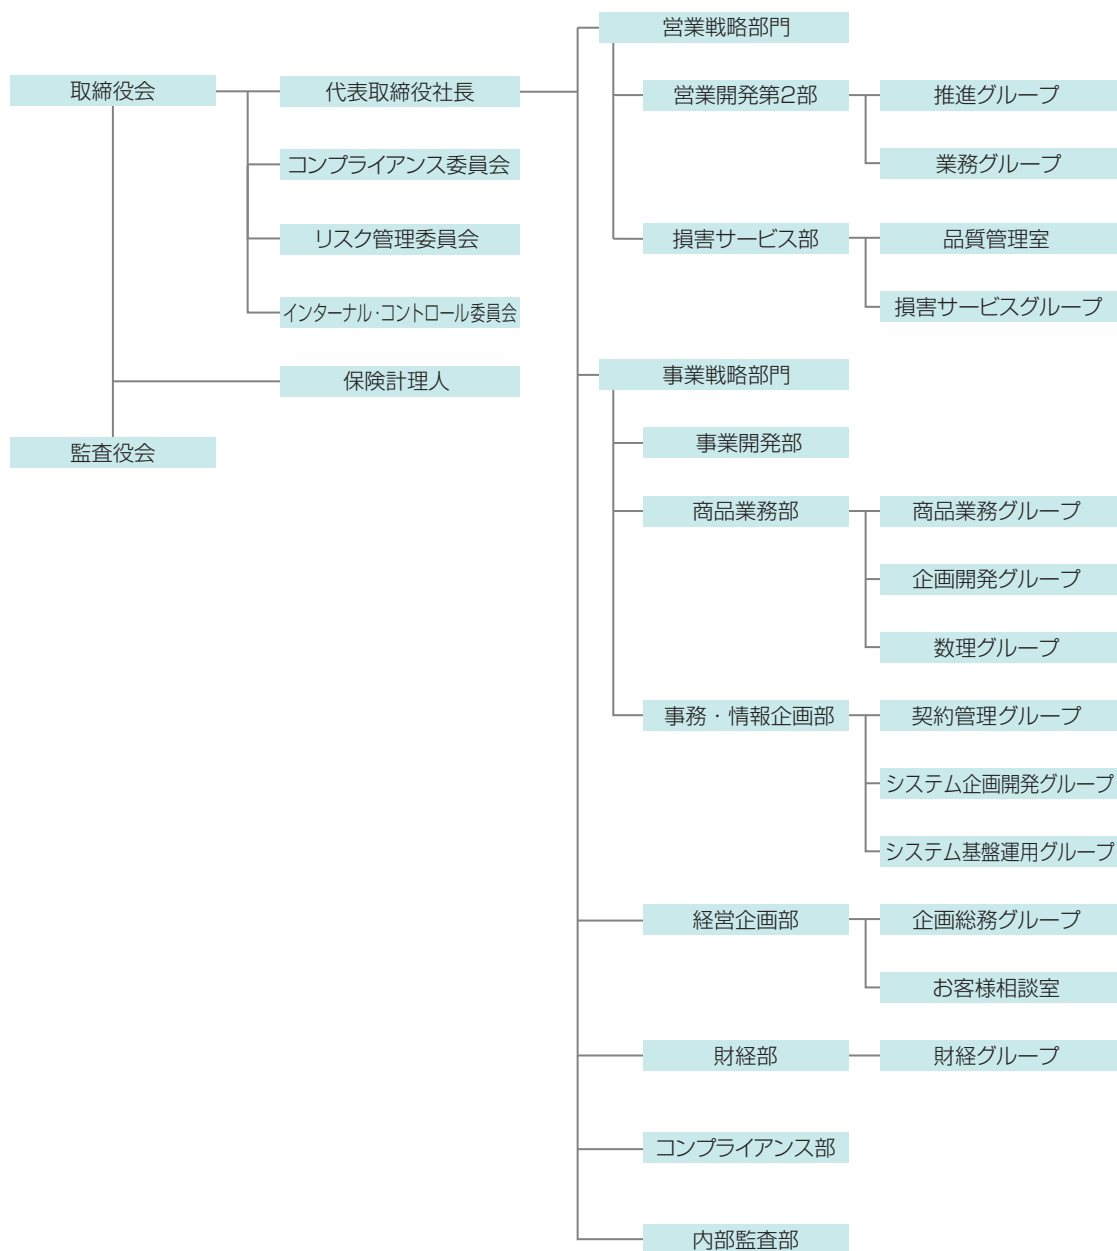 取締役会
監査役会
代表取締役社長
コンプライアンス委員会
リスク管理委員会
インターナル・コントロール委員会
保険計理人
営業戦略部門
営業開発第2部
推進グループ
業務グループ
損害サービス部
品質管理室
損害サービスグループ
事業戦略部門
事業開発部
商品業務部
商品業務グループ
企画開発グループ
数理グループ
事務・情報企画部
契約管理グループ
システム企画開発グループ
システム基盤運用グループ
経営企画部
企画総務グループ
お客様相談室
財経部
財経グループ
コンプライアンス部
内部監査部